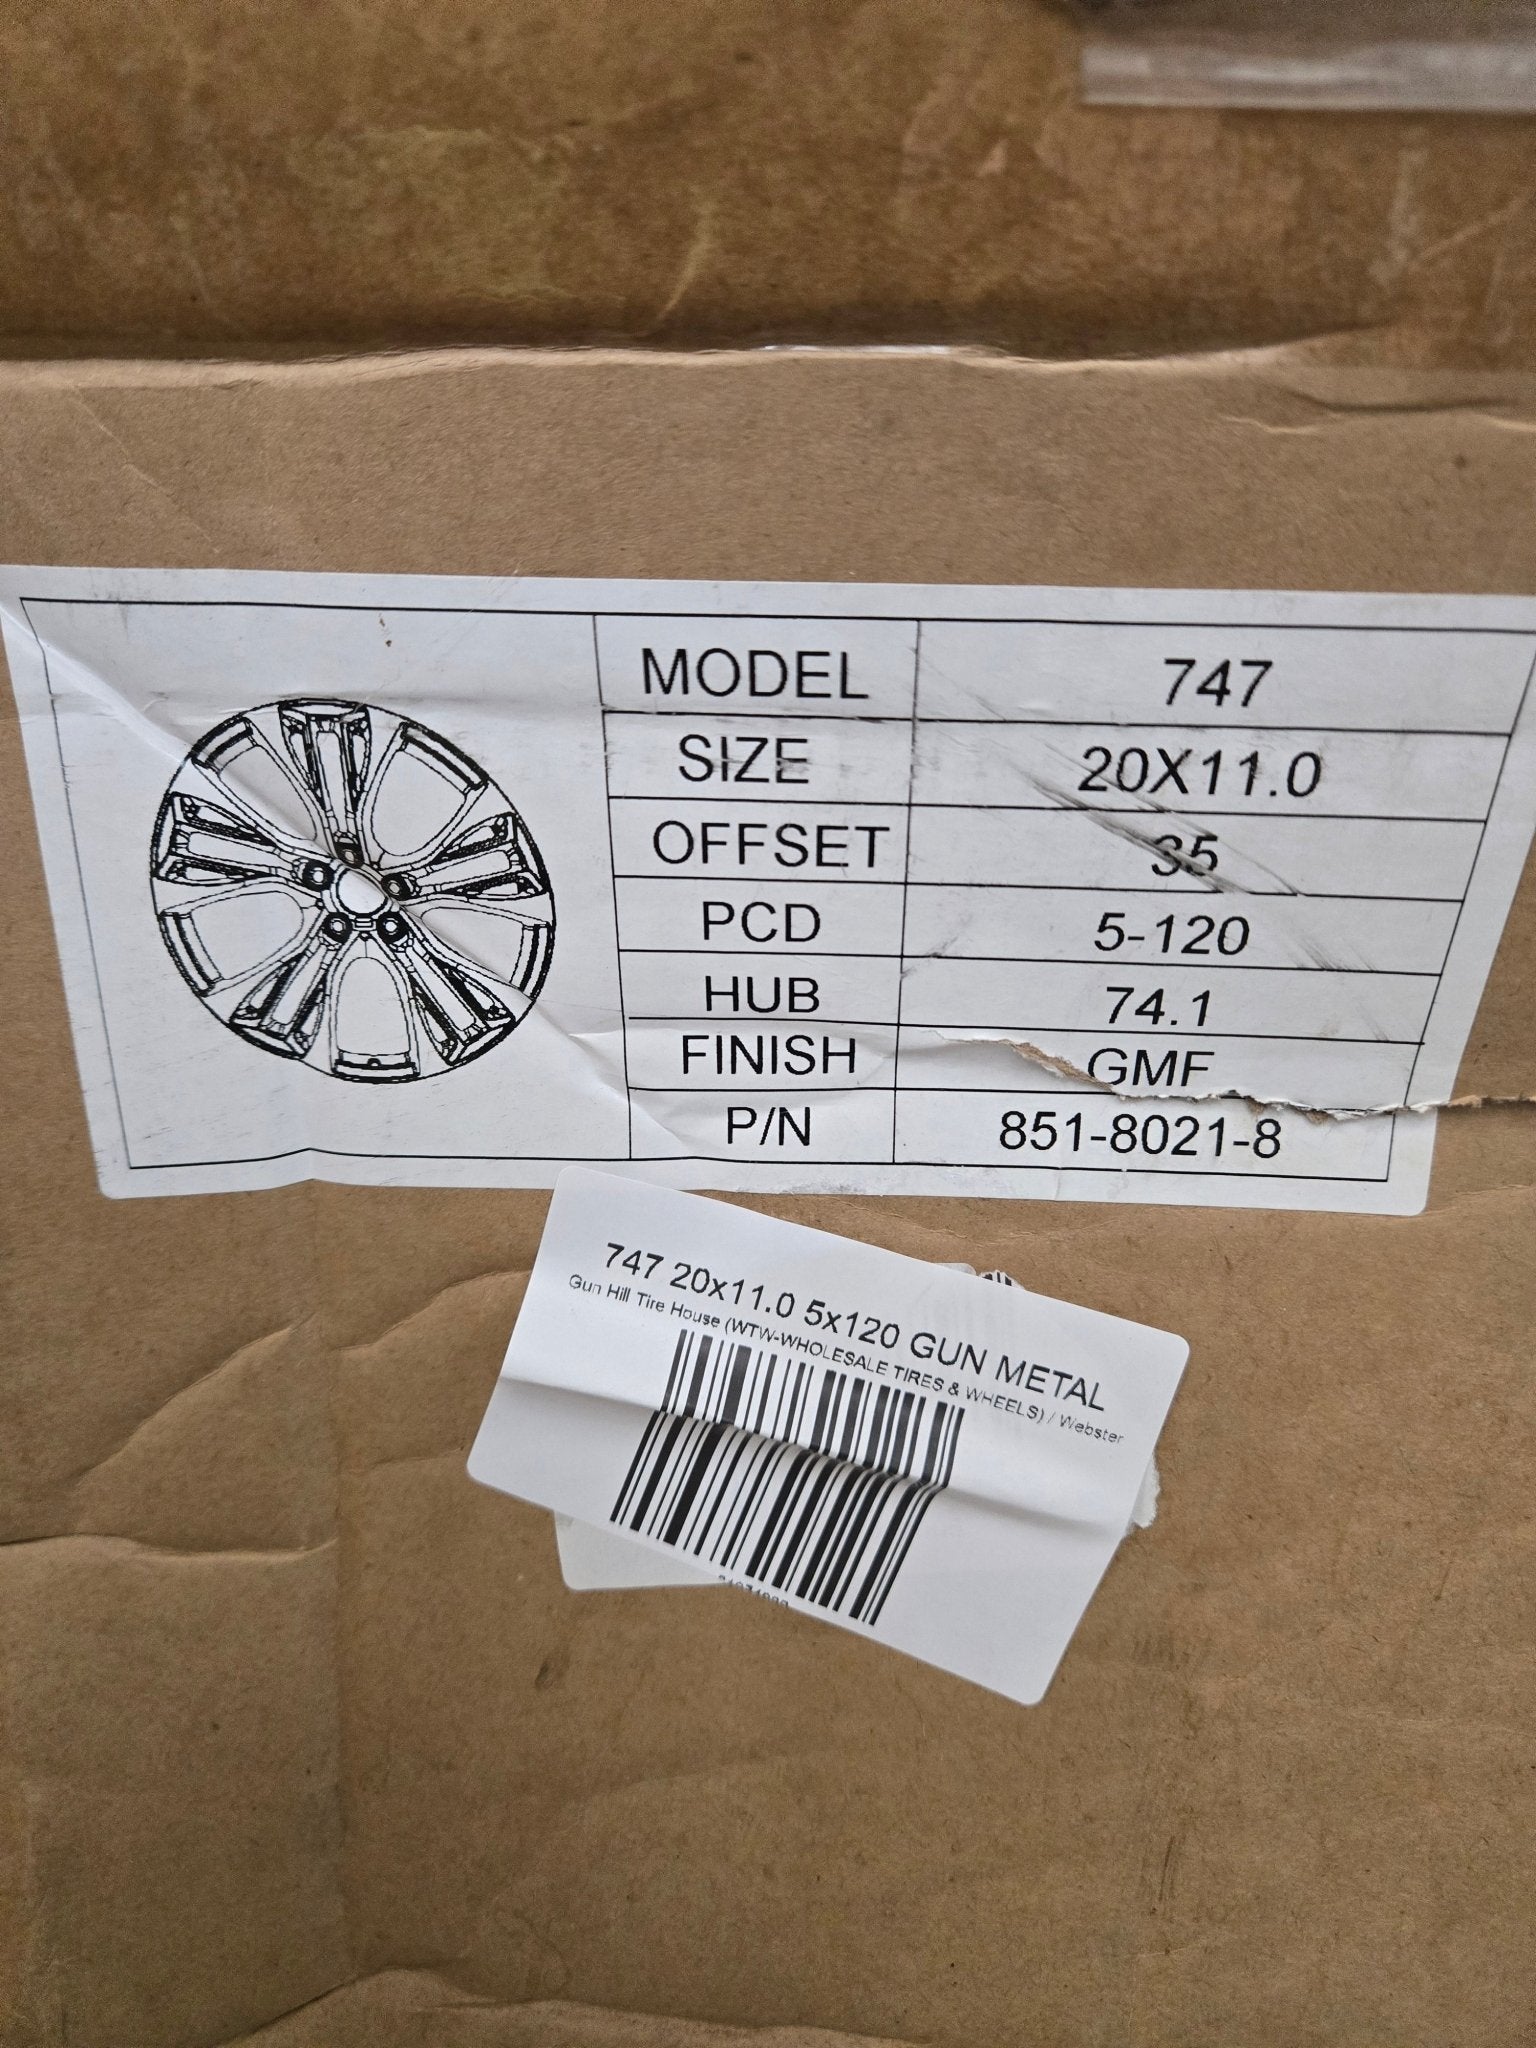 MODEL 747
SIZE 20X11.0
OFFSET 35
PCD 5-120
HUB 74.1
FINISH GMF
P/N 851-8021-8
747 20x11.0 5x120 GUN METAL
Gun Hill Tire House (WTW-WHOLESALE TIRES & WHEELS) / Webster